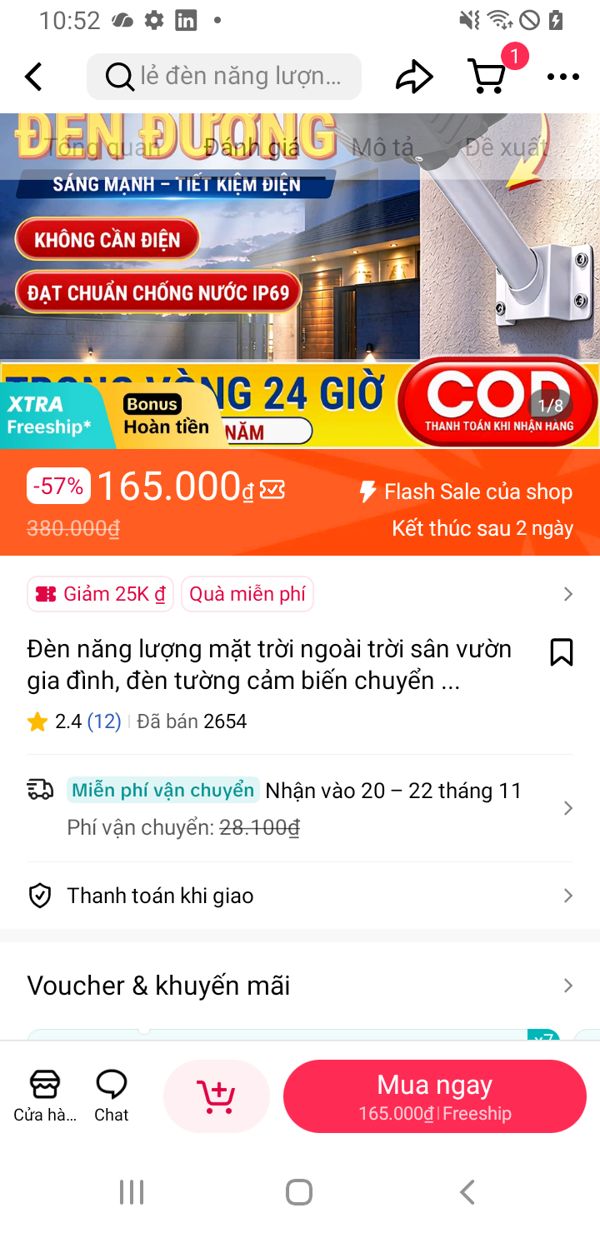 10:52
1
lẻ đèn năng lượn...
ĐÈN ĐƯỜNG
Tổng quan Đánh giá Mô tả Đề xuất
SÁNG MẠNH – TIẾT KIỆM ĐIỆN
KHÔNG CẦN ĐIỆN
ĐẠT CHUẨN CHỐNG NƯỚC IP69
TRONG VÒNG 24 GIỜ
COD
1/8
THANH TOÁN KHI NHẬN HÀNG
XTRA
Freeship*
Bonus
Hoàn tiền
NĂM
-57% 165.000₫
Flash Sale của shop
380.000₫
Kết thúc sau 2 ngày
Giảm 25K ₫ Quà miễn phí
Đèn năng lượng mặt trời ngoài trời sân vườn
gia đình, đèn tường cảm biến chuyển ...
2.4 (12) Đã bán 2654
Miễn phí vận chuyển Nhận vào 20 – 22 tháng 11
Phí vận chuyển: 28.100₫
Thanh toán khi giao
Voucher & khuyến mãi
x7
Cửa hà...
Chat
Mua ngay
165.000₫ | Freeship